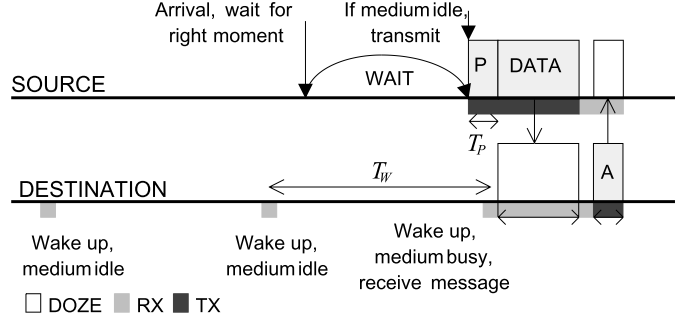 Arrival, wait for
right moment
If medium idle,
transmit
WAIT
P
DATA
SOURCE
T_P
T_W
A
DESTINATION
Wake up,
medium idle
Wake up,
medium idle
Wake up,
medium busy,
receive message
DOZE
RX
TX